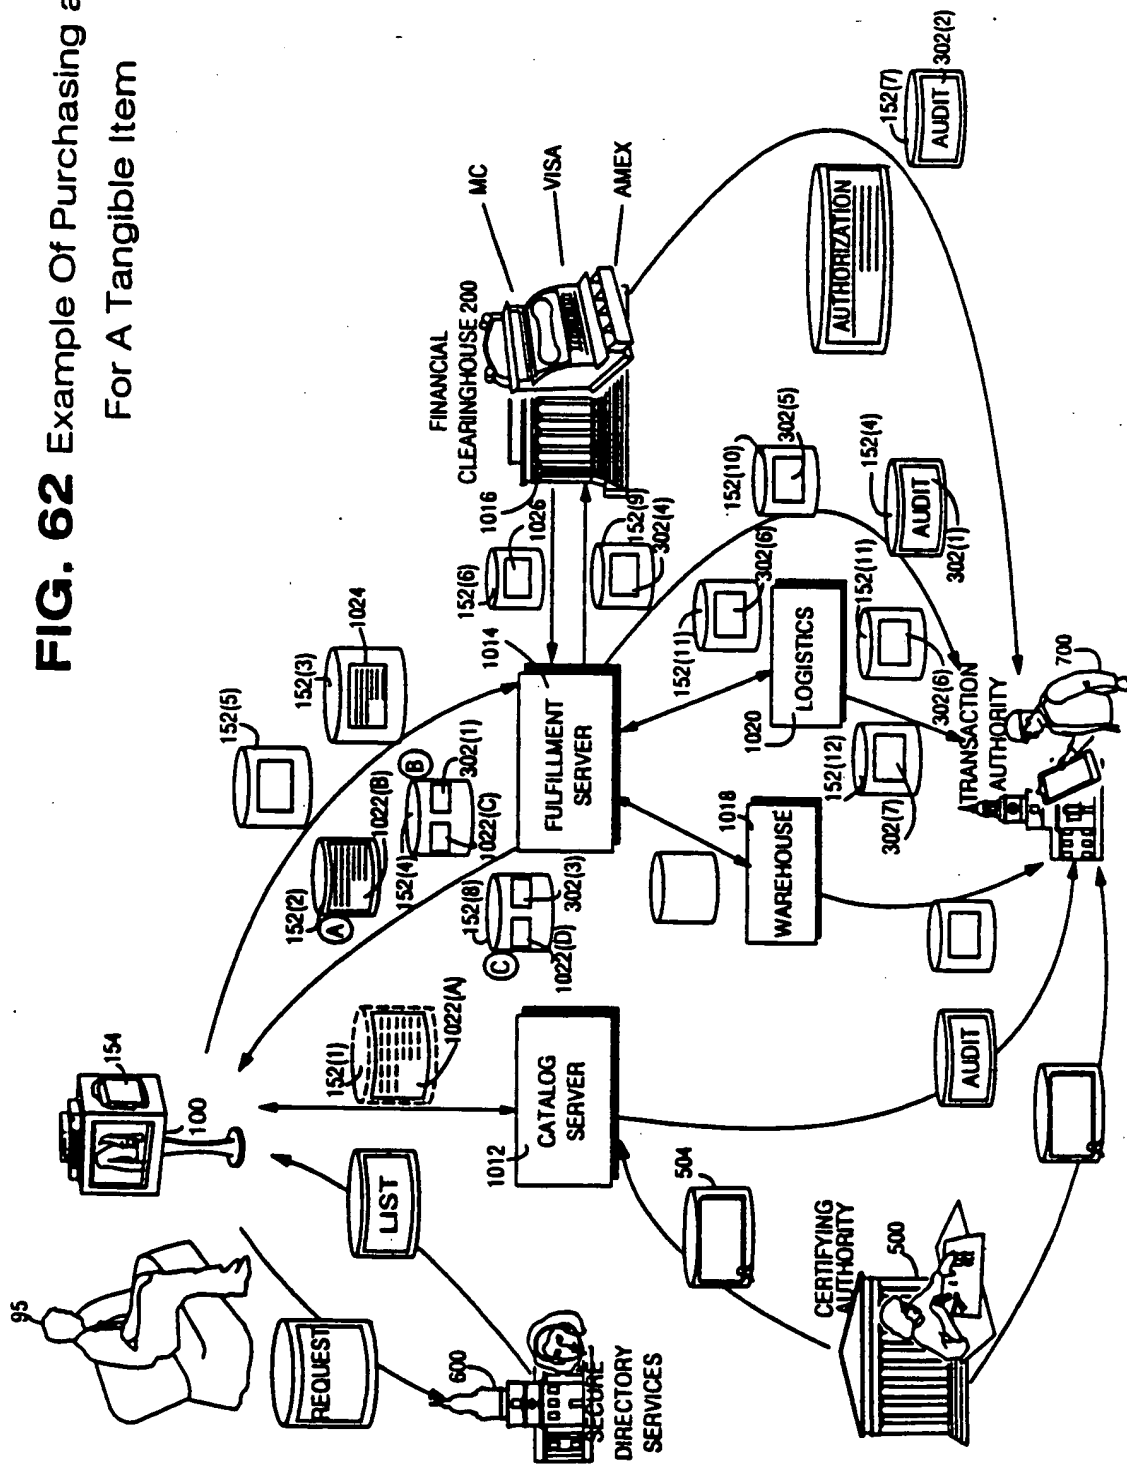 FIG. 62 Example Of Purchasing a
For A Tangible Item
95
154
100
REQUEST
LIST
600
SECURE
DIRECTORY
SERVICES
152(1)
1022(A)
CATALOG
SERVER
1012
504
CERTIFYING
AUTHORITY
500
AUDIT
152(5)
152(3)
1024
152(2)
A
1022(B)
152(4)
B
302(1)
1022(C)
152(8)
C
302(3)
1022(D)
1014
FULFILLMENT
SERVER
152(6)
1026
1016
FINANCIAL
CLEARINGHOUSE 200
MC
VISA
AMEX
152(9)
302(4)
152(11)
302(6)
152(10)
302(5)
1018
WAREHOUSE
1020
LOGISTICS
152(12)
302(7)
152(11)
302(6)
152(4)
AUDIT
302(1)
AUTHORIZATION
152(7)
AUDIT
302(2)
TRANSACTION
AUTHORITY
700